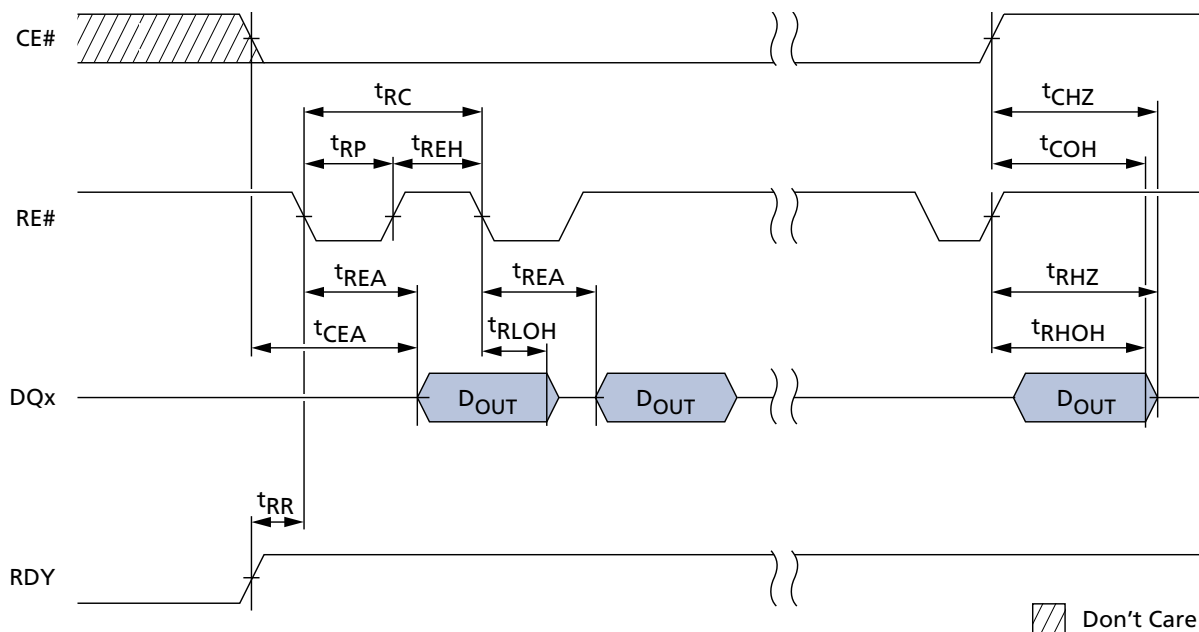 CE#
tRC
tCHZ
tRP
tREH
tCOH
RE#
tREA
tREA
tRHZ
tCEA
tRLOH
tRHOH
DQx
DOUT
DOUT
DOUT
tRR
RDY
Don't Care